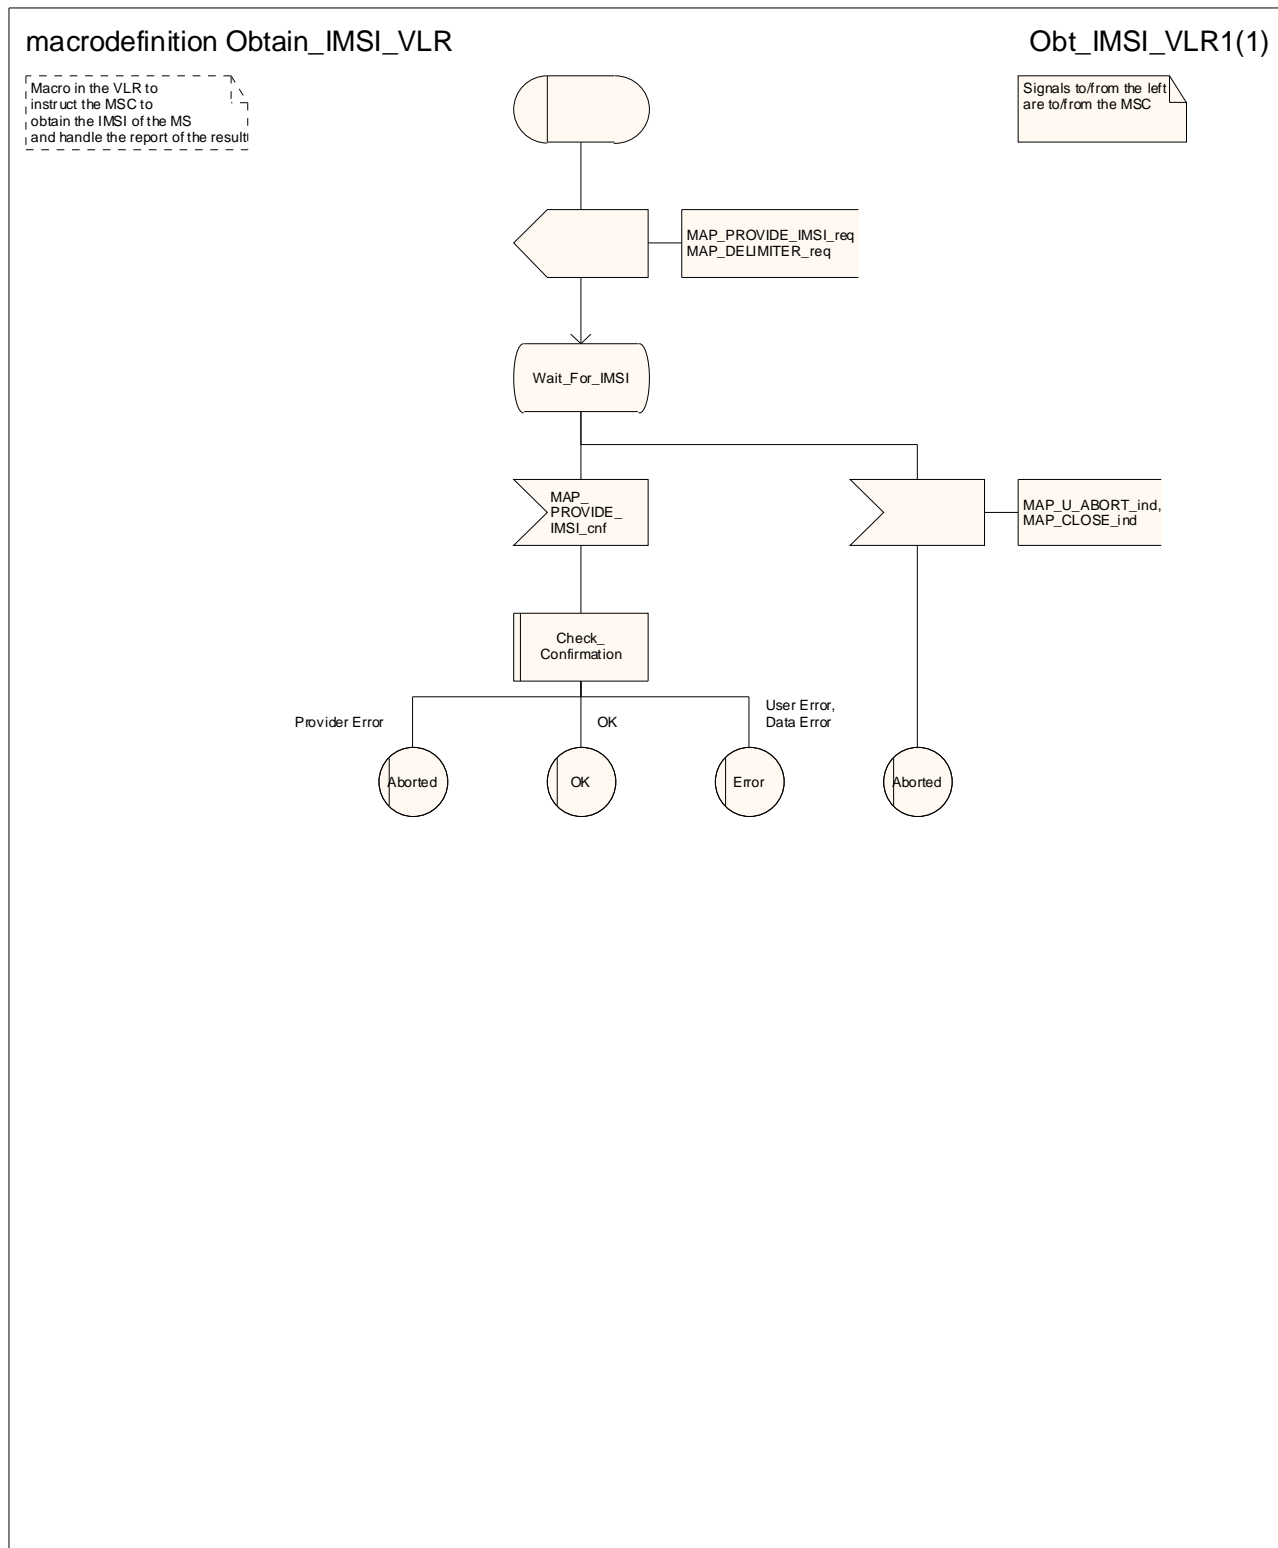 macrodefinition Obtain_IMSI_VLR
Obt_IMSI_VLR1(1)
Macro in the VLR to
instruct the MSC to
obtain the IMSI of the MS
and handle the report of the result
Signals to/from the left
are to/from the MSC
MAP_PROVIDE_IMSI_req
MAP_DELIMITER_req
Wait_For_IMSI
MAP_
PROVIDE_
IMSI_cnf
MAP_U_ABORT_ind,
MAP_CLOSE_ind
Check_
Confirmation
Provider Error
OK
User Error,
Data Error
Aborted
OK
Error
Aborted